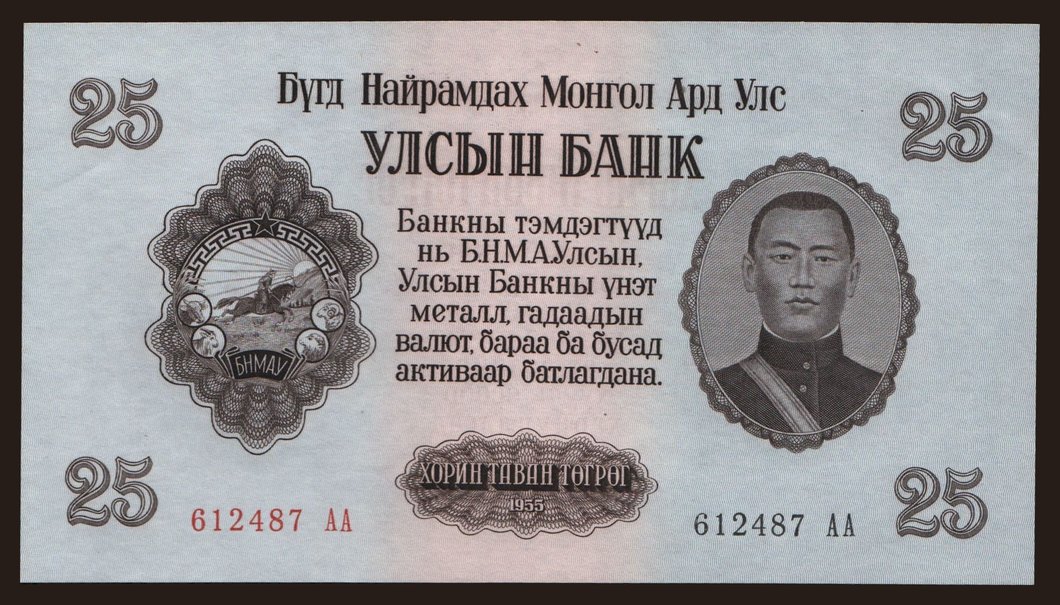 25
25
Бүгд Найрамдах Монгол Ард Улс
УЛСЫН БАНК
Банкны тэмдэгтүүд
нь Б.Н.М.А.Улсын,
Улсын Банкны үнэт
металл, гадаадын
валют, бараа ба бусад
активаар батлагдана.
БНМАУ
ХОРИН ТАВАН ТӨГРӨГ
1955
25
612487 АА
612487 АА
25